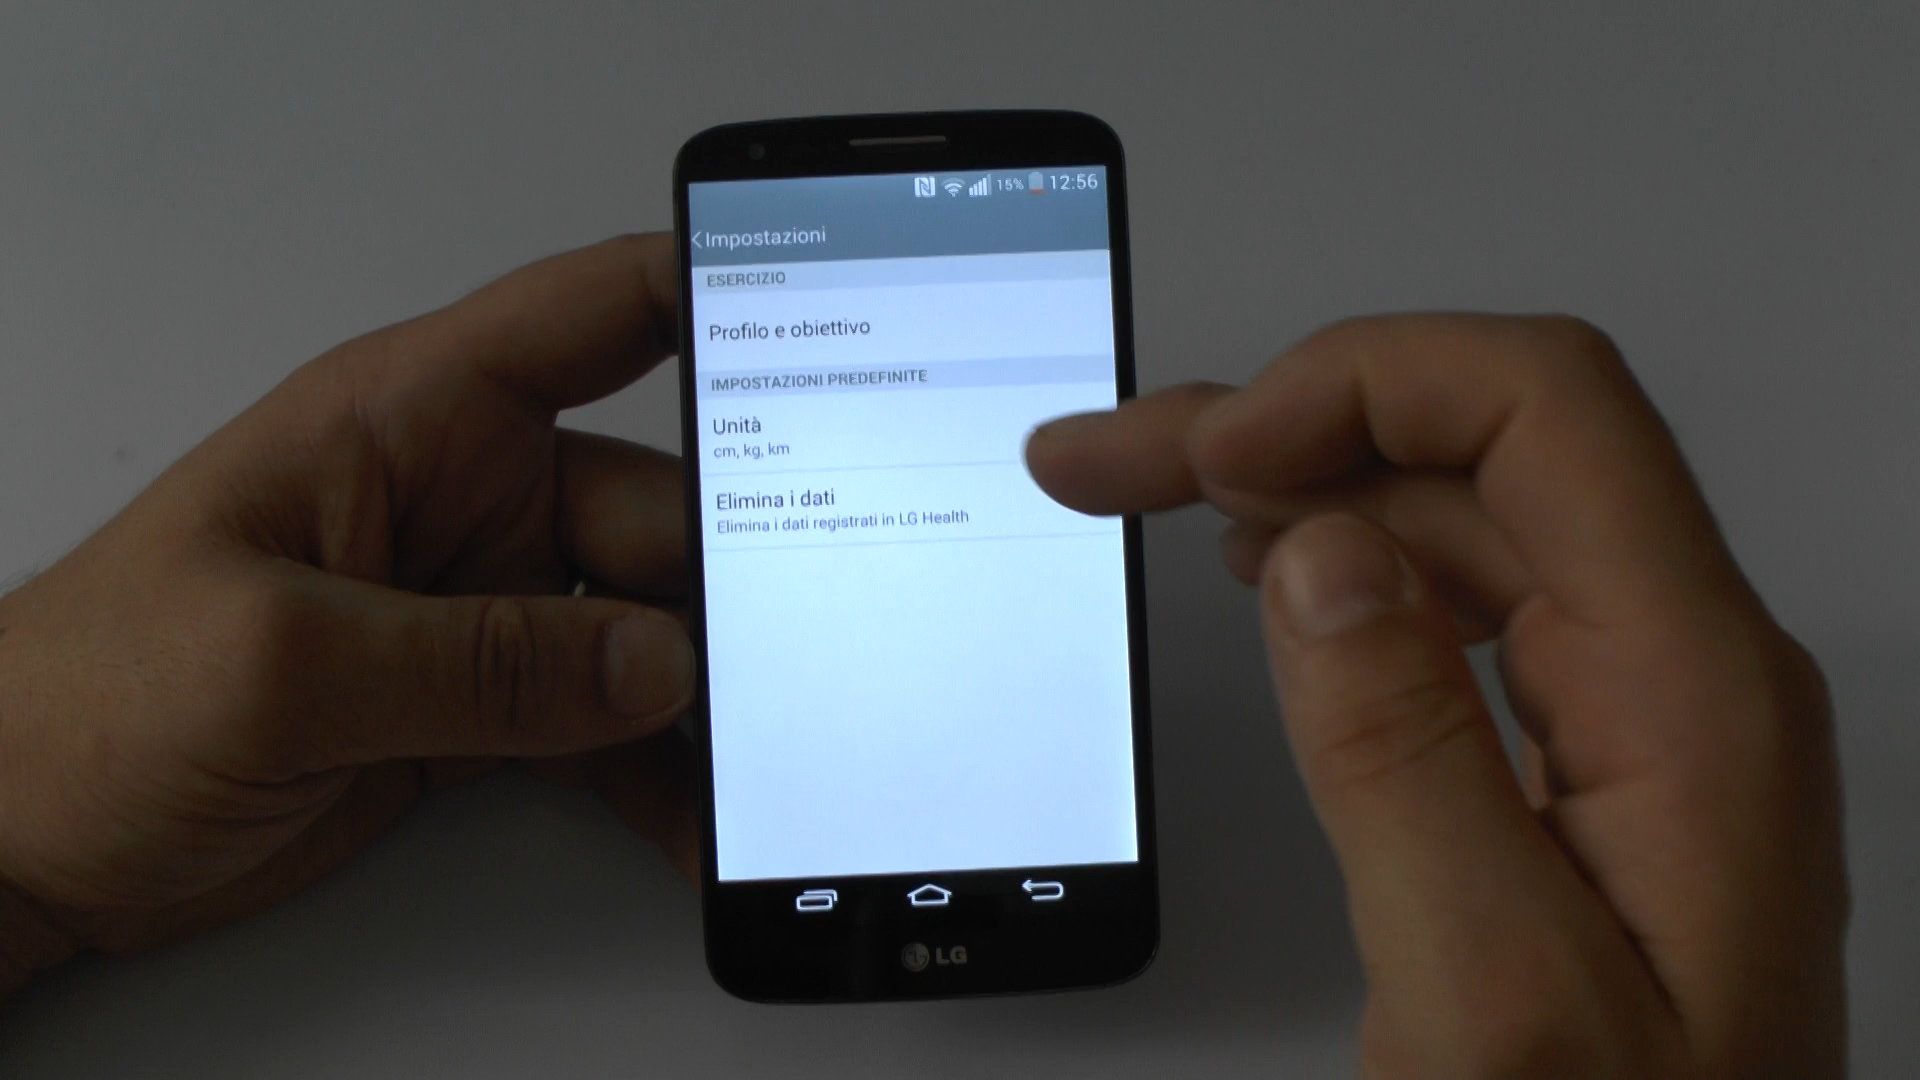 15% 12:56
Impostazioni
ESERCIZIO
Profilo e obiettivo
IMPOSTAZIONI PREDEFINITE
Unità
cm, kg, km
Elimina i dati
Elimina i dati registrati in LG Health
LG